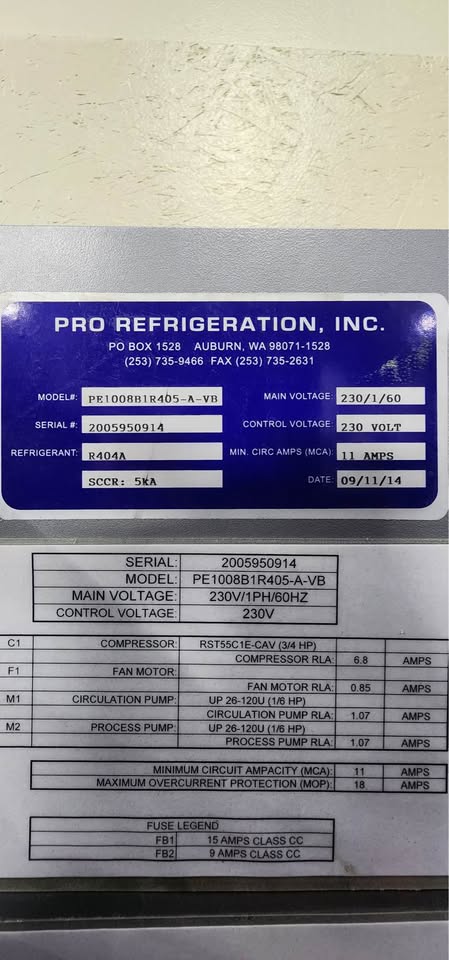 PRO REFRIGERATION, INC.
PO BOX 1528 AUBURN, WA 98071-1528
(253) 735-9466 FAX (253) 735-2631
MODEL#: PE1008B1R405-A-VB MAIN VOLTAGE 230/1/60
SERIAL #: 2005950914 CONTROL VOLTAGE: 230 VOLT
REFRIGERANT: R404A MIN. CIRC AMPS (MCA): 11 AMPS
SCCR: 5KA DATE: 09/11/14
SERIAL: 2005950914
MODEL: PE1008B1R405-A-VB
MAIN VOLTAGE: 230V/1PH/60HZ
CONTROL VOLTAGE: 230V
C1 COMPRESSOR: RST55C1E-CAV (3/4 HP)
COMPRESSOR RLA: 6.8 AMPS
F1 FAN MOTOR:
FAN MOTOR RLA: 0.85 AMPS
M1 CIRCULATION PUMP: UP 26-120U (1/6 HP)
CIRCULATION PUMP RLA: 1.07 AMPS
M2 PROCESS PUMP: UP 26-120U (1/6 HP)
PROCESS PUMP RLA: 1.07 AMPS
MINIMUM CIRCUIT AMPACITY (MCA): 11 AMPS
MAXIMUM OVERCURRENT PROTECTION (MOP): 18 AMPS
FUSE LEGEND
FB1 15 AMPS CLASS CC
FB2 9 AMPS CLASS CC